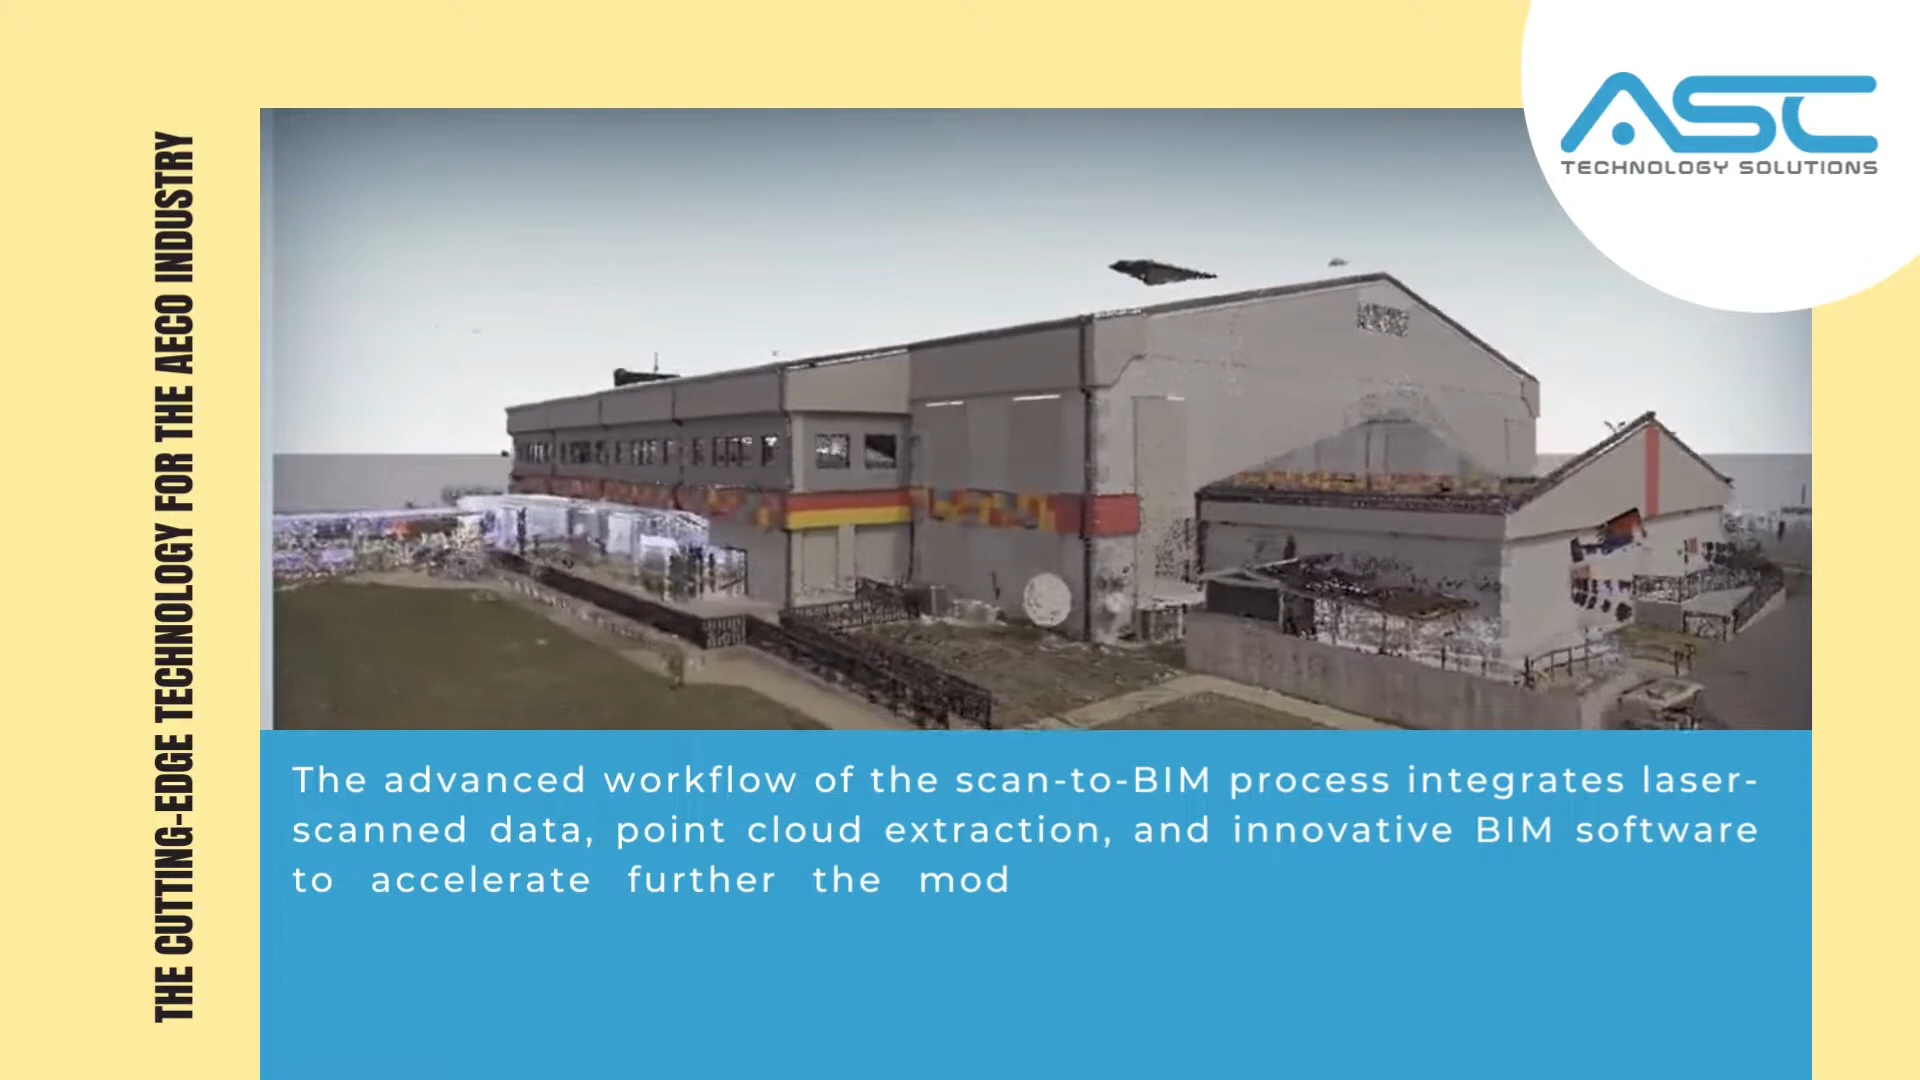 THE CUTTING-EDGE TECHNOLOGY FOR THE AECO INDUSTRY
ASC
TECHNOLOGY SOLUTIONS
The advanced workflow of the scan-to-BIM process integrates laser-
scanned data, point cloud extraction, and innovative BIM software
to accelerate further the mod